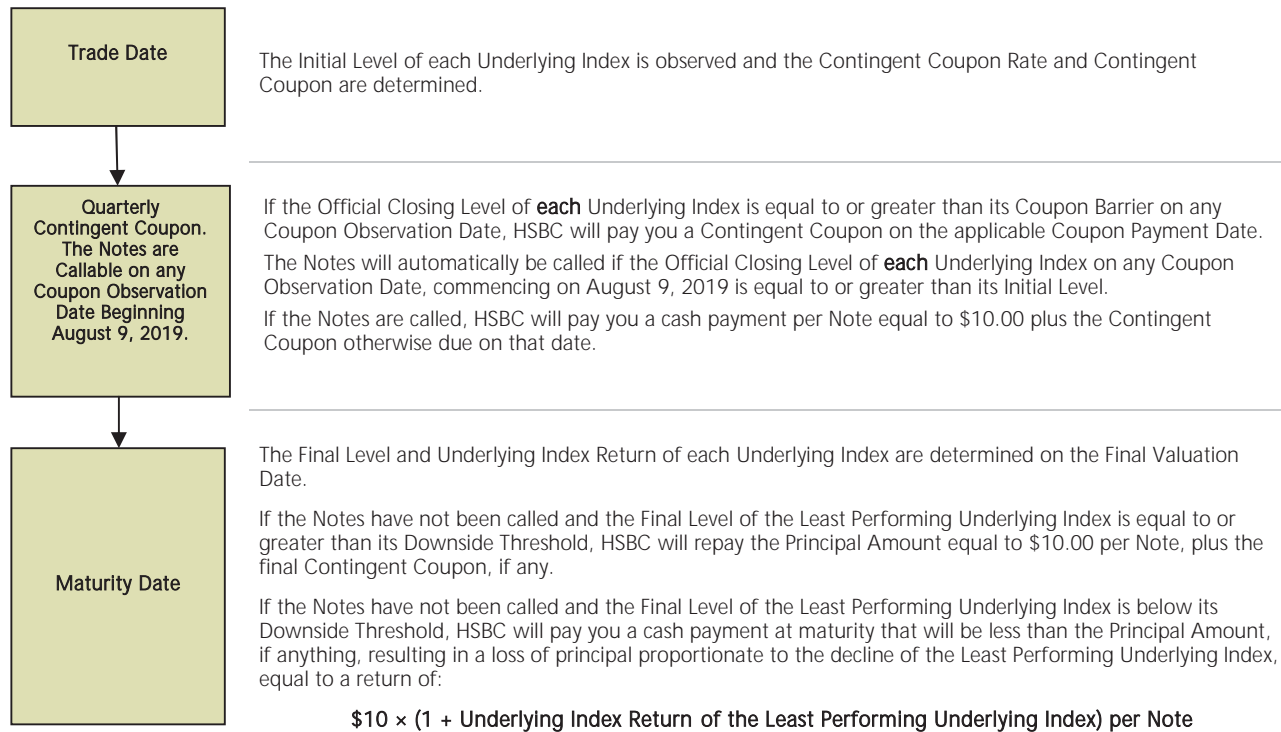 Trade Date
The Initial Level of each Underlying Index is observed and the Contingent Coupon Rate and Contingent
Coupon are determined.
Quarterly
Contingent Coupon.
The Notes are
Callable on any
Coupon Observation
Date Beginning
August 9, 2019.
If the Official Closing Level of each Underlying Index is equal to or greater than its Coupon Barrier on any
Coupon Observation Date, HSBC will pay you a Contingent Coupon on the applicable Coupon Payment Date.
The Notes will automatically be called if the Official Closing Level of each Underlying Index on any Coupon
Observation Date, commencing on August 9, 2019 is equal to or greater than its Initial Level.
If the Notes are called, HSBC will pay you a cash payment per Note equal to $10.00 plus the Contingent
Coupon otherwise due on that date.
Maturity Date
The Final Level and Underlying Index Return of each Underlying Index are determined on the Final Valuation
Date.
If the Notes have not been called and the Final Level of the Least Performing Underlying Index is equal to or
greater than its Downside Threshold, HSBC will repay the Principal Amount equal to $10.00 per Note, plus the
final Contingent Coupon, if any.
If the Notes have not been called and the Final Level of the Least Performing Underlying Index is below its
Downside Threshold, HSBC will pay you a cash payment at maturity that will be less than the Principal Amount,
if anything, resulting in a loss of principal proportionate to the decline of the Least Performing Underlying Index,
equal to a return of:
$10 × (1 + Underlying Index Return of the Least Performing Underlying Index) per Note